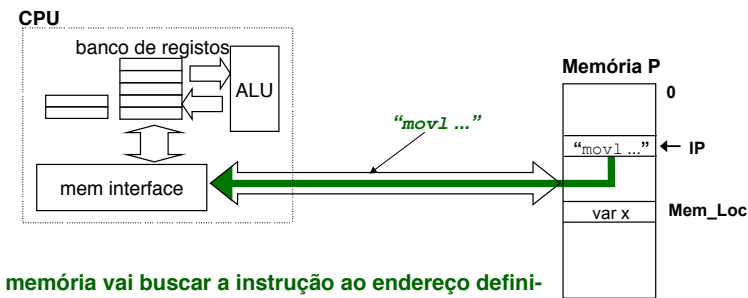 CPU
banco de registos
ALU
mem interface
"movl ..."
Memória P
0
"movl ..."
IP
var x
Mem_Loc
memória vai buscar a instrução ao endereço defini-